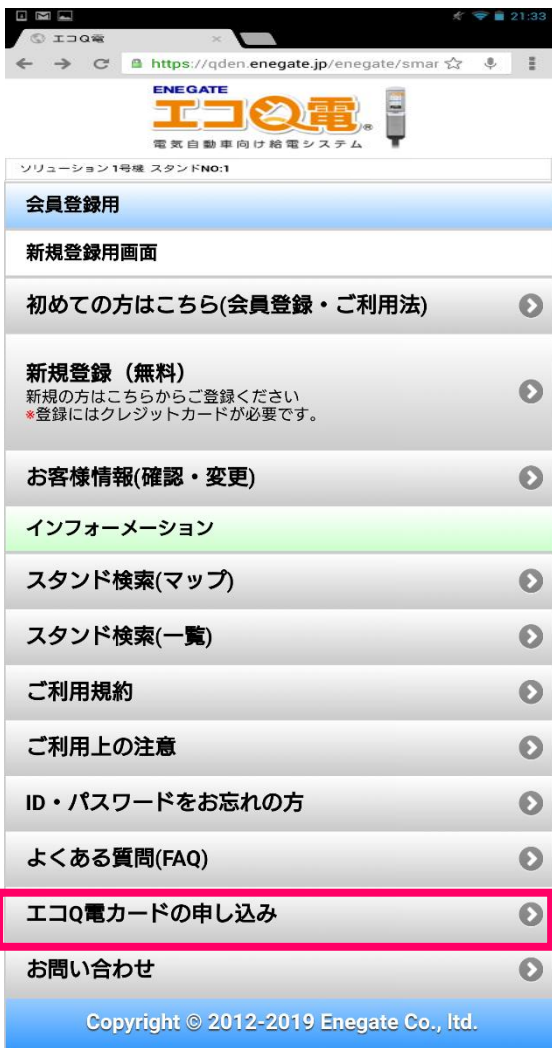 21:33
エコQ電
https://qden.enegate.jp/enegate/smar
ENEGATE
エコQ電®
電気自動車向け給電システム
ソリューション1号機 スタンドNO:1
会員登録用
新規登録用画面
初めての方はこちら(会員登録・ご利用法)
新規登録（無料）
新規の方はこちらからご登録ください
*登録にはクレジットカードが必要です。
お客様情報(確認・変更)
インフォーメーション
スタンド検索(マップ)
スタンド検索(一覧)
ご利用規約
ご利用上の注意
ID・パスワードをお忘れの方
よくある質問(FAQ)
エコQ電カードの申し込み
お問い合わせ
Copyright © 2012-2019 Enegate Co., ltd.